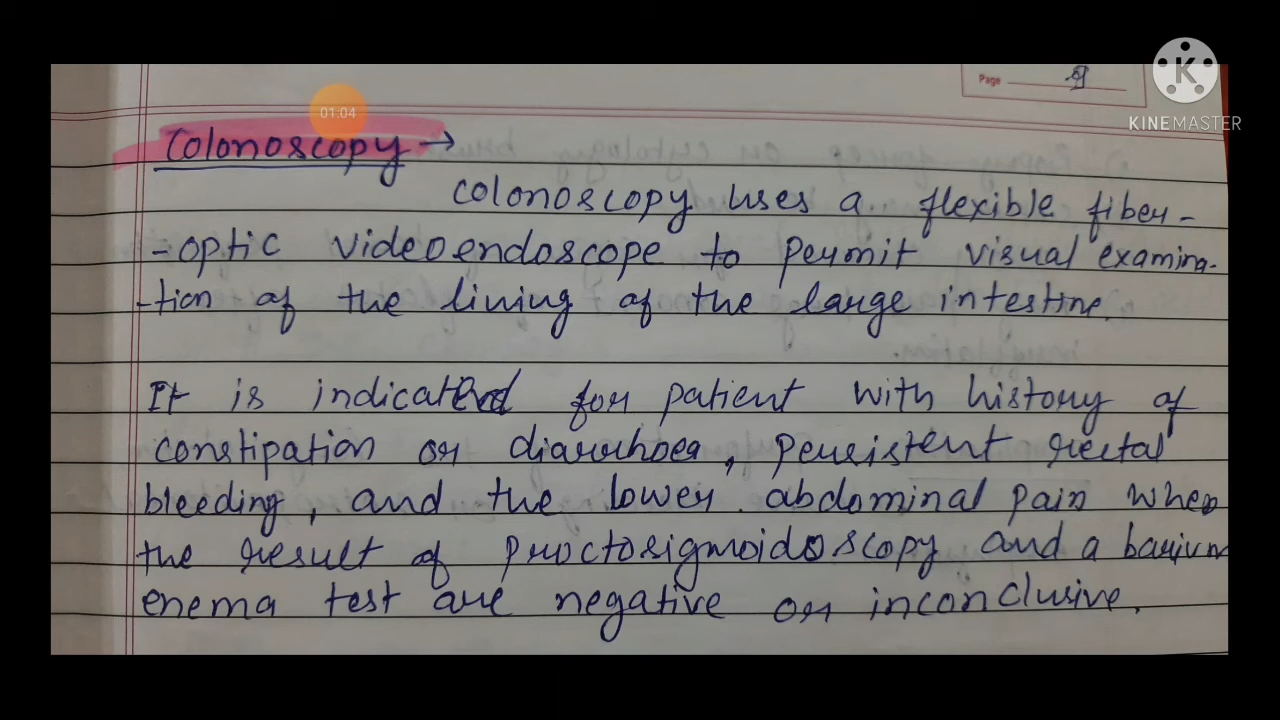 Page 9
KINEMASTER
01:04
Colonoscopy →
colonoscopy uses a flexible fiber-
-optic videoendoscope to permit visual examina-
-tion of the lining of the large intestine.
It is indicated for patient with history of
constipation or diarrhoea, persistent rectal
bleeding, and the lower abdominal pain when
the result of proctosigmoidoscopy and a barium
enema test are negative or inconclusive.